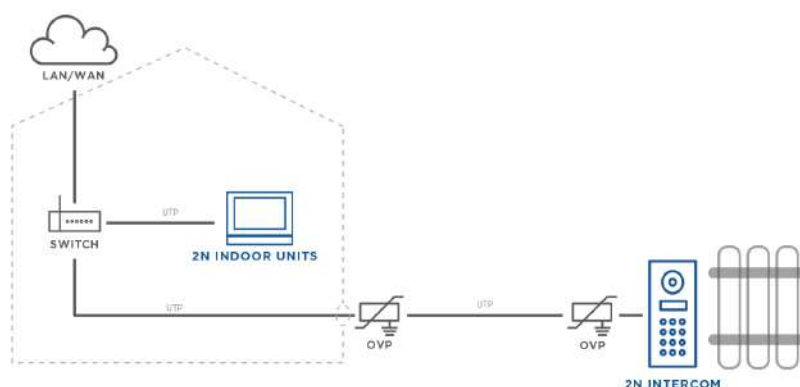 LAN/WAN
UTP
SWITCH
2N INDOOR UNITS
UTP
UTP
OVP
OVP
2N INTERCOM